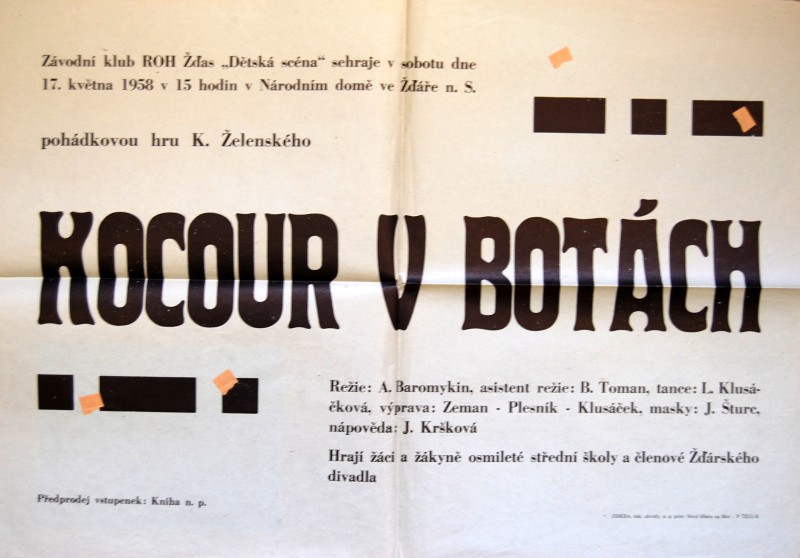 Závodní klub ROH Žďas „Dětská scéna“ sehraje v sobotu dne
17. května 1958 v 15 hodin v Národním domě ve Žďáře n. S.
pohádkovou hru K. Želenského
KOCOUR V BOTÁCH
Režie: A. Baromykin, asistent režie: B. Toman, tance: L. Klusá-
čková, výprava: Zeman - Plesník - Klusáček, masky: J. Šturc,
nápověda: J. Kršková
Hrají žáci a žákyně osmileté střední školy a členové Žďárského
divadla
Předprodej vstupenek: Kniha n. p.